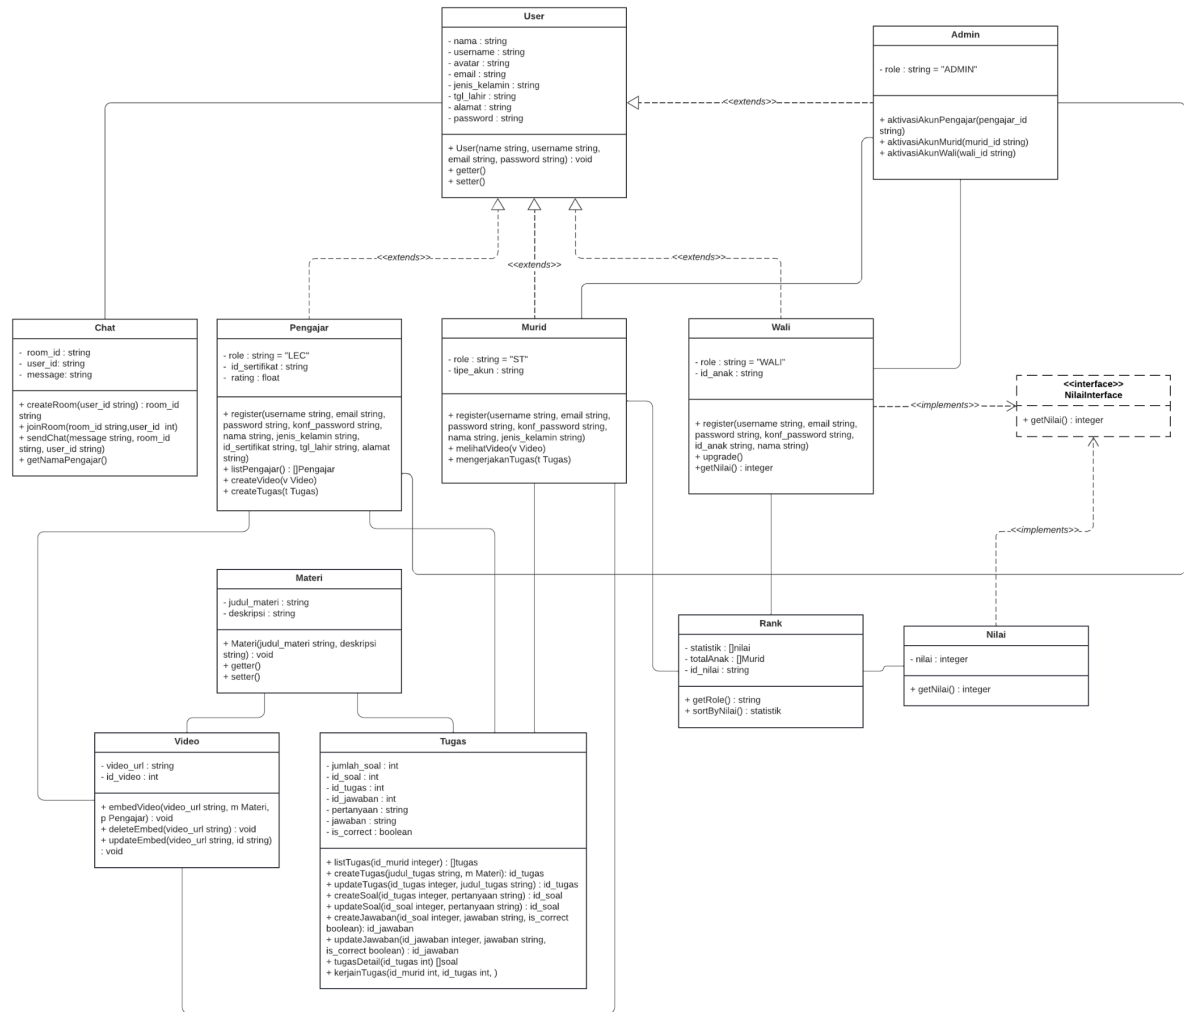 User
- nama : string
- username : string
- avatar : string
- email : string
- jenis_kelamin : string
- tgl_lahir : string
- alamat : string
- password : string
+ User(name string, username string,
email string, password string) : void
+ getter()
+ setter()
Admin
- role : string = "ADMIN"
+ aktivasiAkunPengajar(pengajar_id
string)
+ aktivasiAkunMurid(murid_id string)
+ aktivasiAkunWali(wali_id string)
<<extends>>
<<extends>>
<<extends>>
<<extends>>
Chat
- room_id : string
- user_id: string
- message: string
+ createRoom(user_id string) : room_id
string
+ joinRoom(room_id string,user_id int)
+ sendChat(message string, room_id
stirng, user_id string)
+ getNamaPengajar()
Pengajar
- role : string = "LEC"
- id_sertifikat : string
- rating : float
+ register(username string, email string,
password string, konf_password string,
nama string, jenis_kelamin string,
id_sertifikat string, tgl_lahir string, alamat
string)
+ listPengajar() : []Pengajar
+ createVideo(v Video)
+ createTugas(t Tugas)
Murid
- role : string = "ST"
- tipe_akun : string
+ register(username string, email string,
password string, konf_password string,
nama string, jenis_kelamin string)
+ melihatVideo(v Video)
+ mengerjakanTugas(t Tugas)
Wali
- role : string = "WALI"
- id_anak : string
+ register(username string, email string,
password string, konf_password string,
id_anak string, nama string)
+ upgrade()
+getNilai() : integer
<<implements>>
<<interface>>
NilaiInterface
+ getNilai() : integer
<<implements>>
Materi
- judul_materi : string
- deskripsi : string
+ Materi(judul_materi string, deskripsi
string) : void
+ getter()
+ setter()
Rank
- statistik : []nilai
- totalAnak : []Murid
- id_nilai : string
+ getRole() : string
+ sortByNilai() : statistik
Nilai
- nilai : integer
+ getNilai() : integer
Video
- video_url : string
- id_video : int
+ embedVideo(video_url string, m Materi,
p Pengajar) : void
+ deleteEmbed(video_url string) : void
+ updateEmbed(video_url string, id string)
: void
Tugas
- jumlah_soal : int
- id_soal : int
- id_tugas : int
- id_jawaban : int
- pertanyaan : string
- jawaban : string
- is_correct : boolean
+ listTugas(id_murid integer) : []tugas
+ createTugas(judul_tugas string, m Materi): id_tugas
+ updateTugas(id_tugas integer, judul_tugas string) : id_tugas
+ createSoal(id_tugas integer, pertanyaan string) : id_soal
+ updateSoal(id_soal integer, pertanyaan string) : id_soal
+ createJawaban(id_soal integer, jawaban string, is_correct
boolean): id_jawaban
+ updateJawaban(id_jawaban integer, jawaban string,
is_correct boolean) : id_jawaban
+ tugasDetail(id_tugas int) []soal
+ kerjainTugas(id_murid int, id_tugas int, )